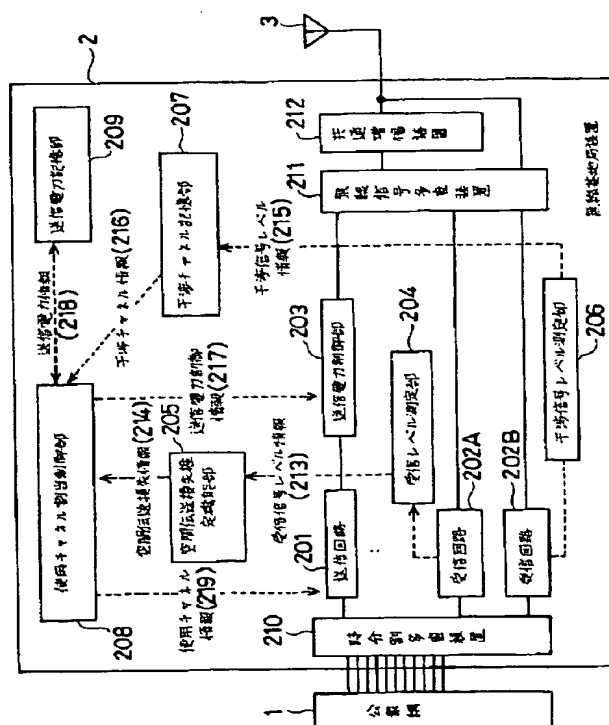 3
2
無線基地局装置
209
送信電力記憶部
207
干渉チャネル記憶部
212
共通増幅装置
211
無線信号多重装置
送信電力情報
(218)
干渉チャネル情報 (216)
干渉信号レベル
情報 (215)
使用チャネル割当制御部
208
送信電力制御
情報 (217)
空間伝送損失情報 (214)
205
空間伝送損失推
定機能部
203
送信電力制御部
204
受信レベル測定部
206
干渉信号レベル測定部
受信信号レベル情報
(213)
使用チャネル
情報 (219)
201
送信回路
202A
受信回路
202B
受信回路
210
時分割多重装置
1
公衆網